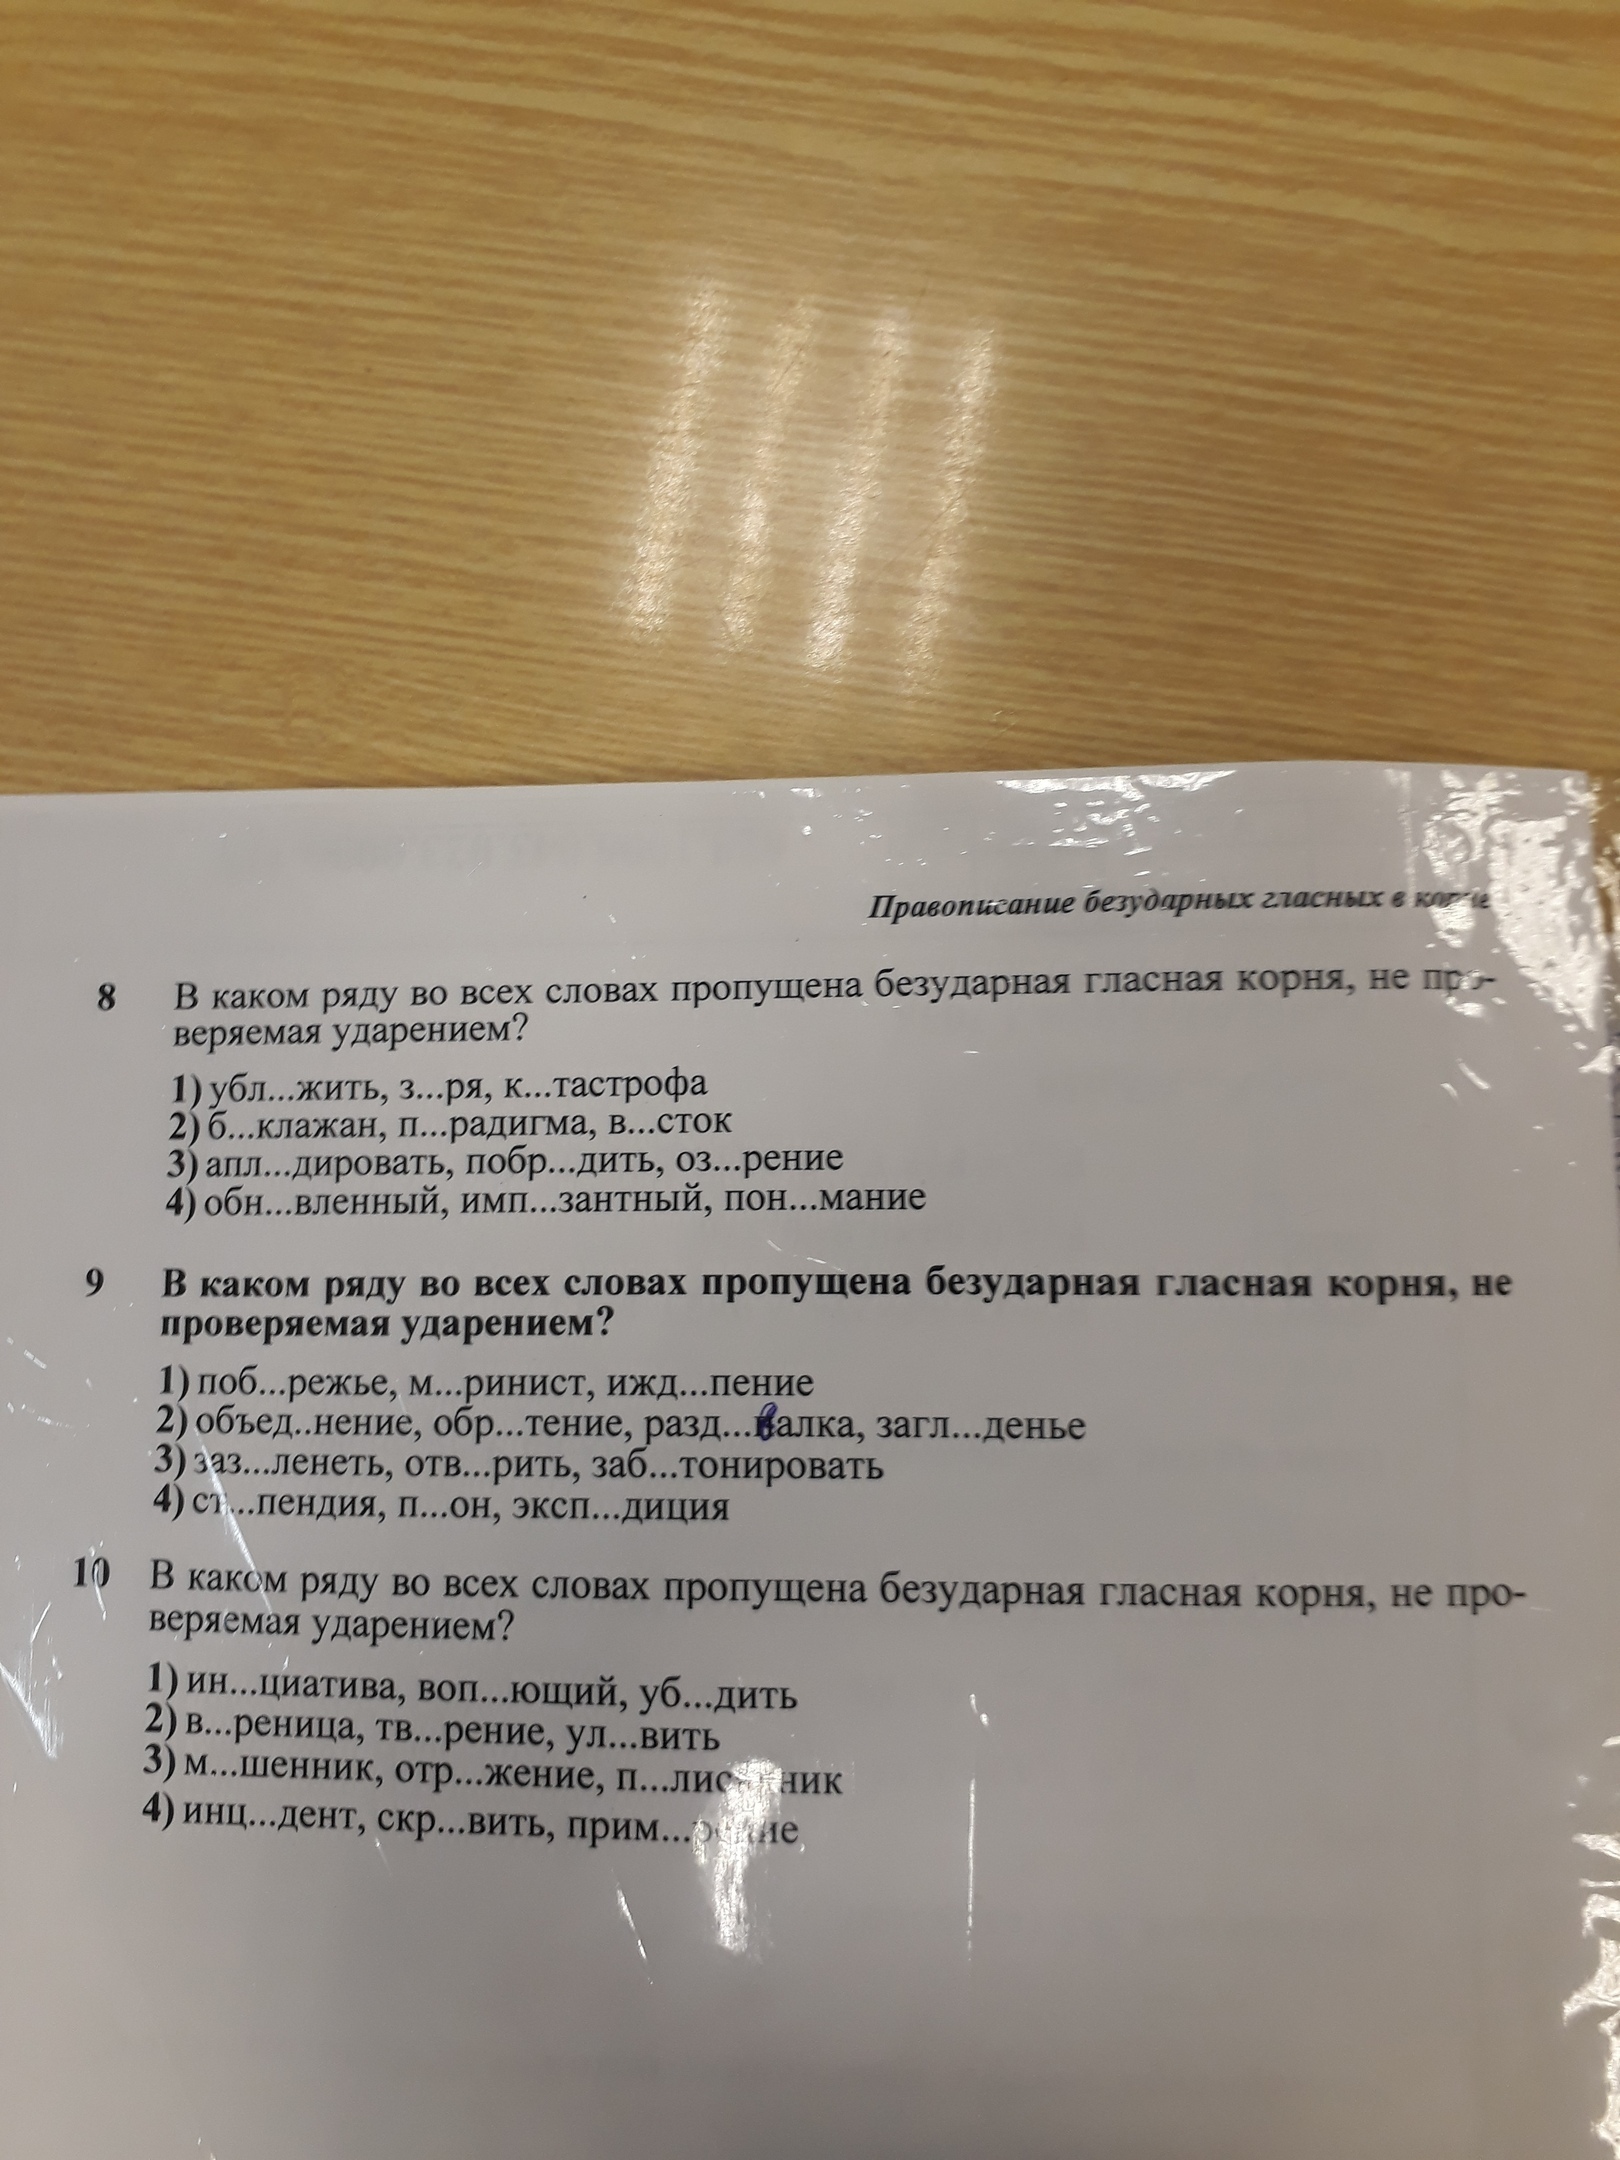 Правописание безударных гласных в корне
8 В каком ряду во всех словах пропущена безударная гласная корня, не про-
веряемая ударением?
1) убл...жить, з...ря, к...тастрофа
2) б...клажан, п...радигма, в...сток
3) апл...дировать, побр...дить, оз...рение
4) обн...вленный, имп...зантный, пон...мание
9 В каком ряду во всех словах пропущена безударная гласная корня, не
проверяемая ударением?
1) поб...режье, м...ринист, ижд...пение
2) объед..нение, обр...тение, разд...валка, загл...денье
3) заз...ленеть, отв...рить, заб...тонировать
4) ст...пендия, п...он, эксп...диция
10 В каком ряду во всех словах пропущена безударная гласная корня, не про-
веряемая ударением?
1) ин...циатива, воп...ющий, уб...дить
2) в...реница, тв...рение, ул...вить
3) м...шенник, отр...жение,
4) инц...дент, скр...вить,